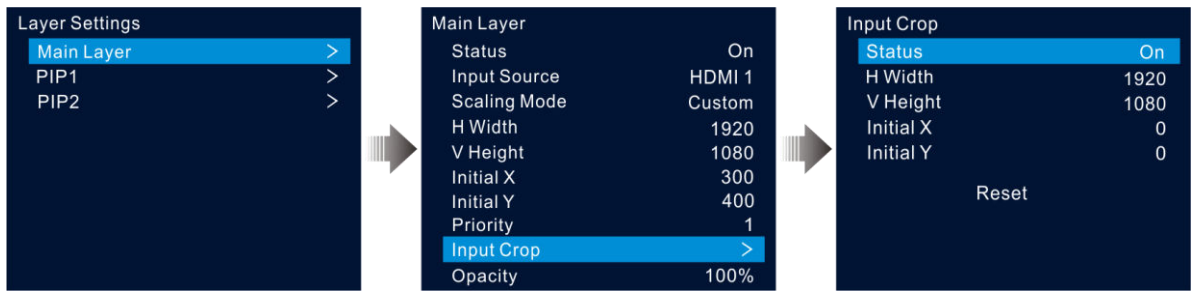 Layer Settings
Main Layer >
PIP1 >
PIP2 >
Main Layer
Status On
Input Source HDMI 1
Scaling Mode Custom
H Width 1920
V Height 1080
Initial X 300
Initial Y 400
Priority 1
Input Crop >
Opacity 100%
Input Crop
Status On
H Width 1920
V Height 1080
Initial X 0
Initial Y 0
Reset